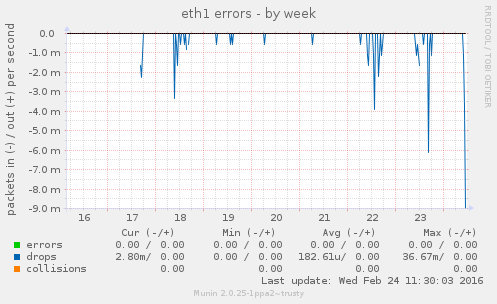 eth1 errors - by week
RRDTOOL / TOBI OETIKER
packets in (-) / out (+) per second
0.0
-1.0 m
-2.0 m
-3.0 m
-4.0 m
-5.0 m
-6.0 m
-7.0 m
-8.0 m
-9.0 m
16 17 18 19 20 21 22 23
Cur (-/+) Min (-/+) Avg (-/+) Max (-/+)
errors 0.00 / 0.00 0.00 / 0.00 0.00 / 0.00 0.00 / 0.00
drops 2.80m/ 0.00 0.00 / 0.00 182.61u/ 0.00 36.67m/ 0.00
collisions 0.00 0.00 0.00 0.00
Last update: Wed Feb 24 11:30:03 2016
Munin 2.0.25-1ppa2~trusty